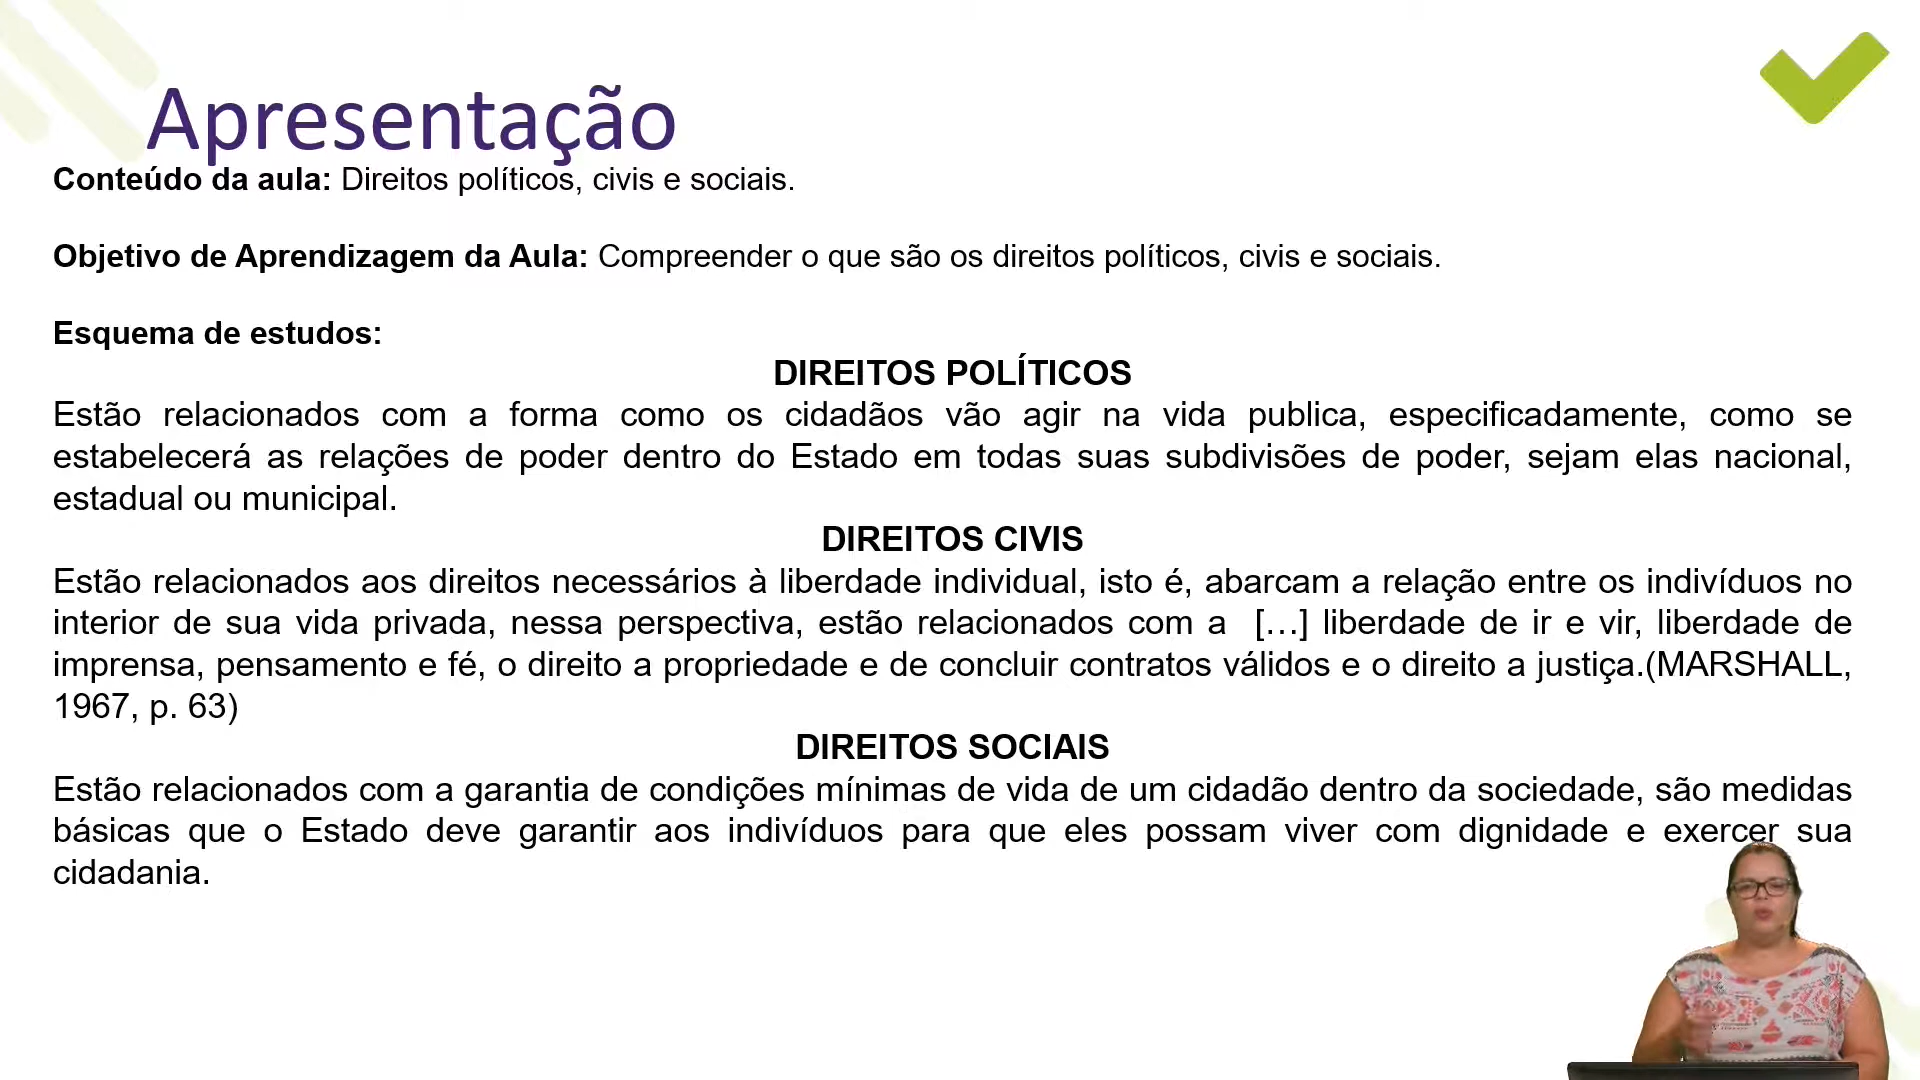 Apresentação
Conteúdo da aula: Direitos políticos, civis e sociais.
Objetivo de Aprendizagem da Aula: Compreender o que são os direitos políticos, civis e sociais.
Esquema de estudos:
DIREITOS POLÍTICOS
Estão relacionados com a forma como os cidadãos vão agir na vida publica, especificadamente, como se
estabelecerá as relações de poder dentro do Estado em todas suas subdivisões de poder, sejam elas nacional,
estadual ou municipal.
DIREITOS CIVIS
Estão relacionados aos direitos necessários à liberdade individual, isto é, abarcam a relação entre os indivíduos no
interior de sua vida privada, nessa perspectiva, estão relacionados com a [...] liberdade de ir e vir, liberdade de
imprensa, pensamento e fé, o direito a propriedade e de concluir contratos válidos e o direito a justiça.(MARSHALL,
1967, p. 63)
DIREITOS SOCIAIS
Estão relacionados com a garantia de condições mínimas de vida de um cidadão dentro da sociedade, são medidas
básicas que o Estado deve garantir aos indivíduos para que eles possam viver com dignidade e exercer sua
cidadania.